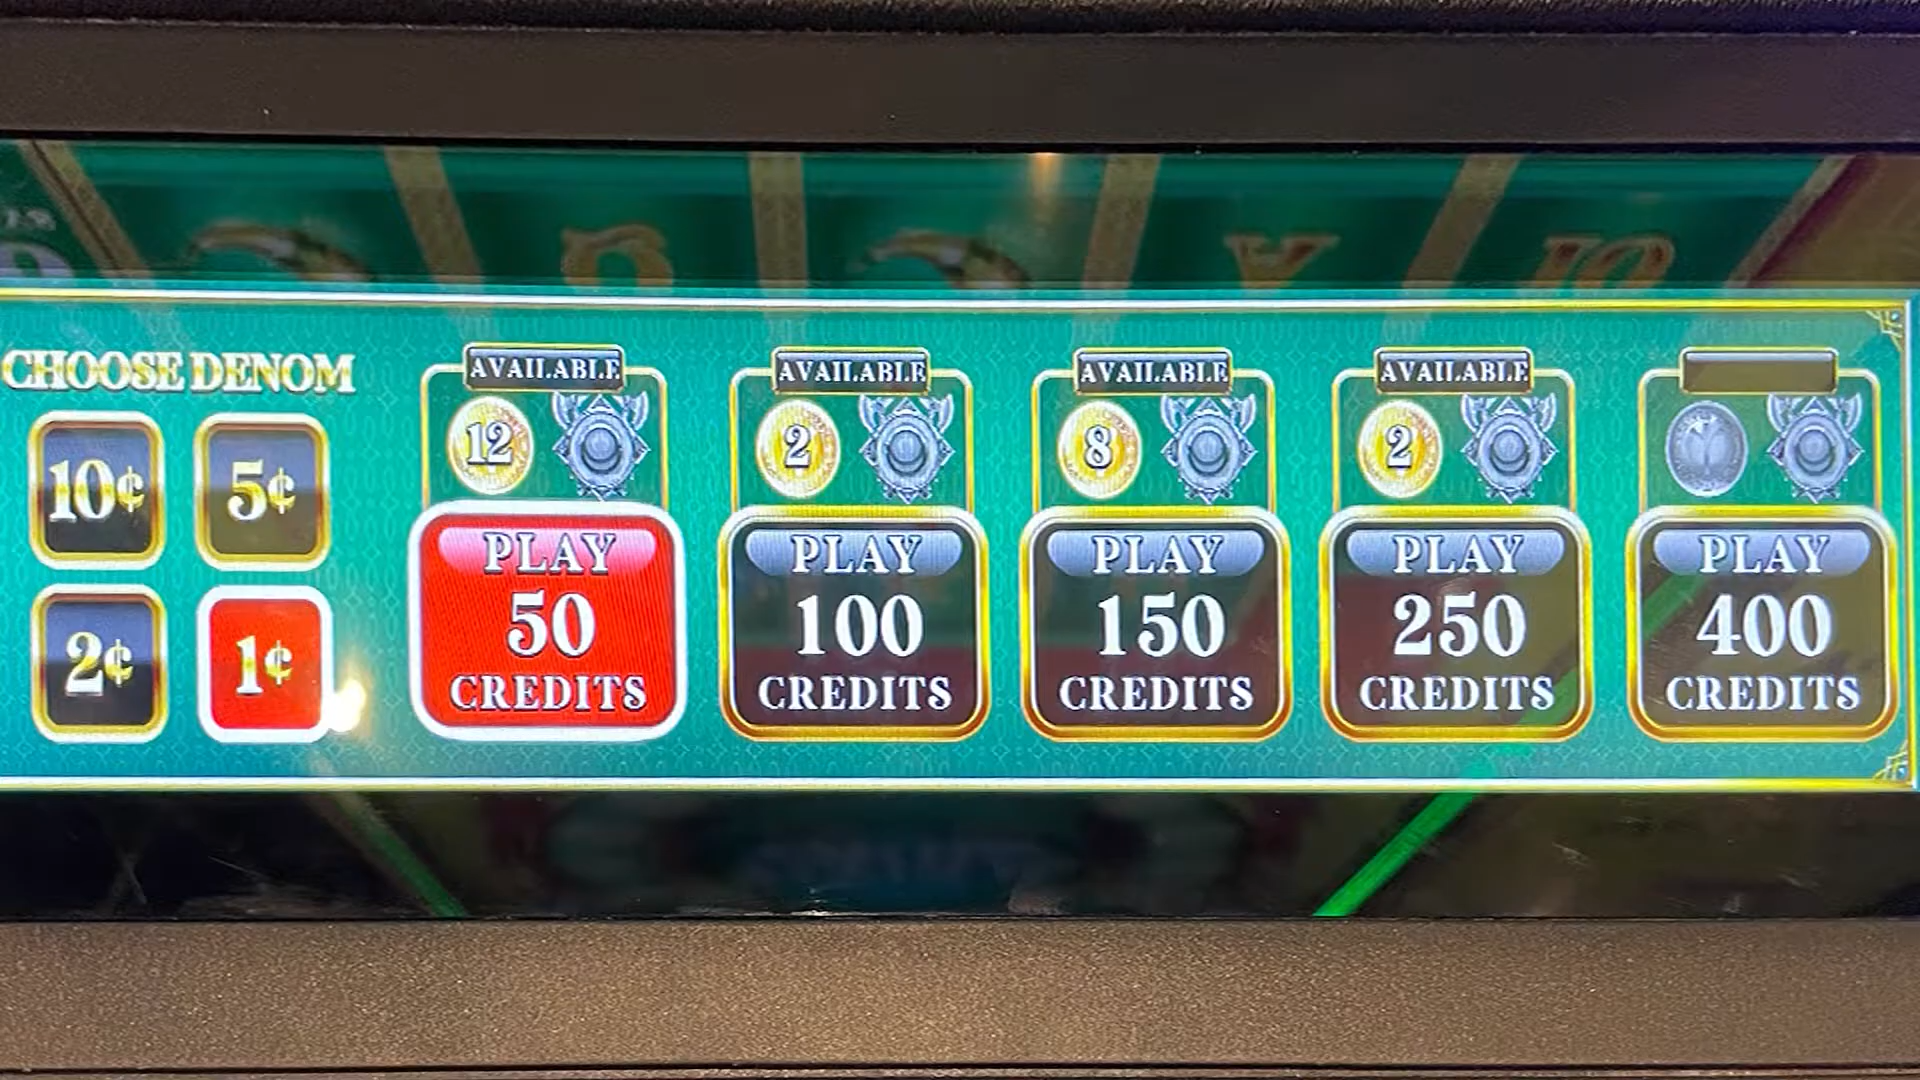 CHOOSE DENOM
10¢ 5¢
2¢ 1¢
AVAILABLE
12
PLAY
50
CREDITS
AVAILABLE
2
PLAY
100
CREDITS
AVAILABLE
8
PLAY
150
CREDITS
AVAILABLE
2
PLAY
250
CREDITS
PLAY
400
CREDITS